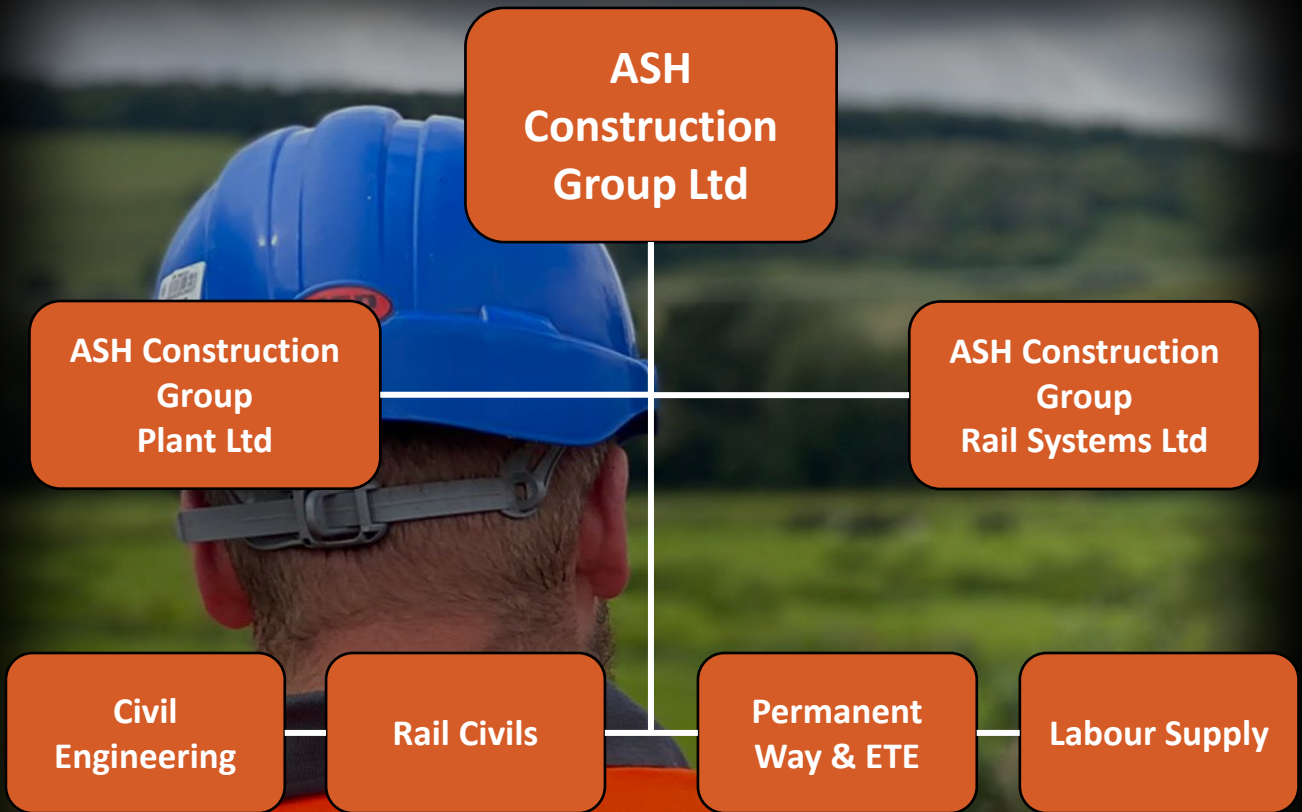 ASH
Construction
Group Ltd
ASH Construction
Group
Plant Ltd
ASH Construction
Group
Rail Systems Ltd
Civil
Engineering
Rail Civils
Permanent
Way & ETE
Labour Supply